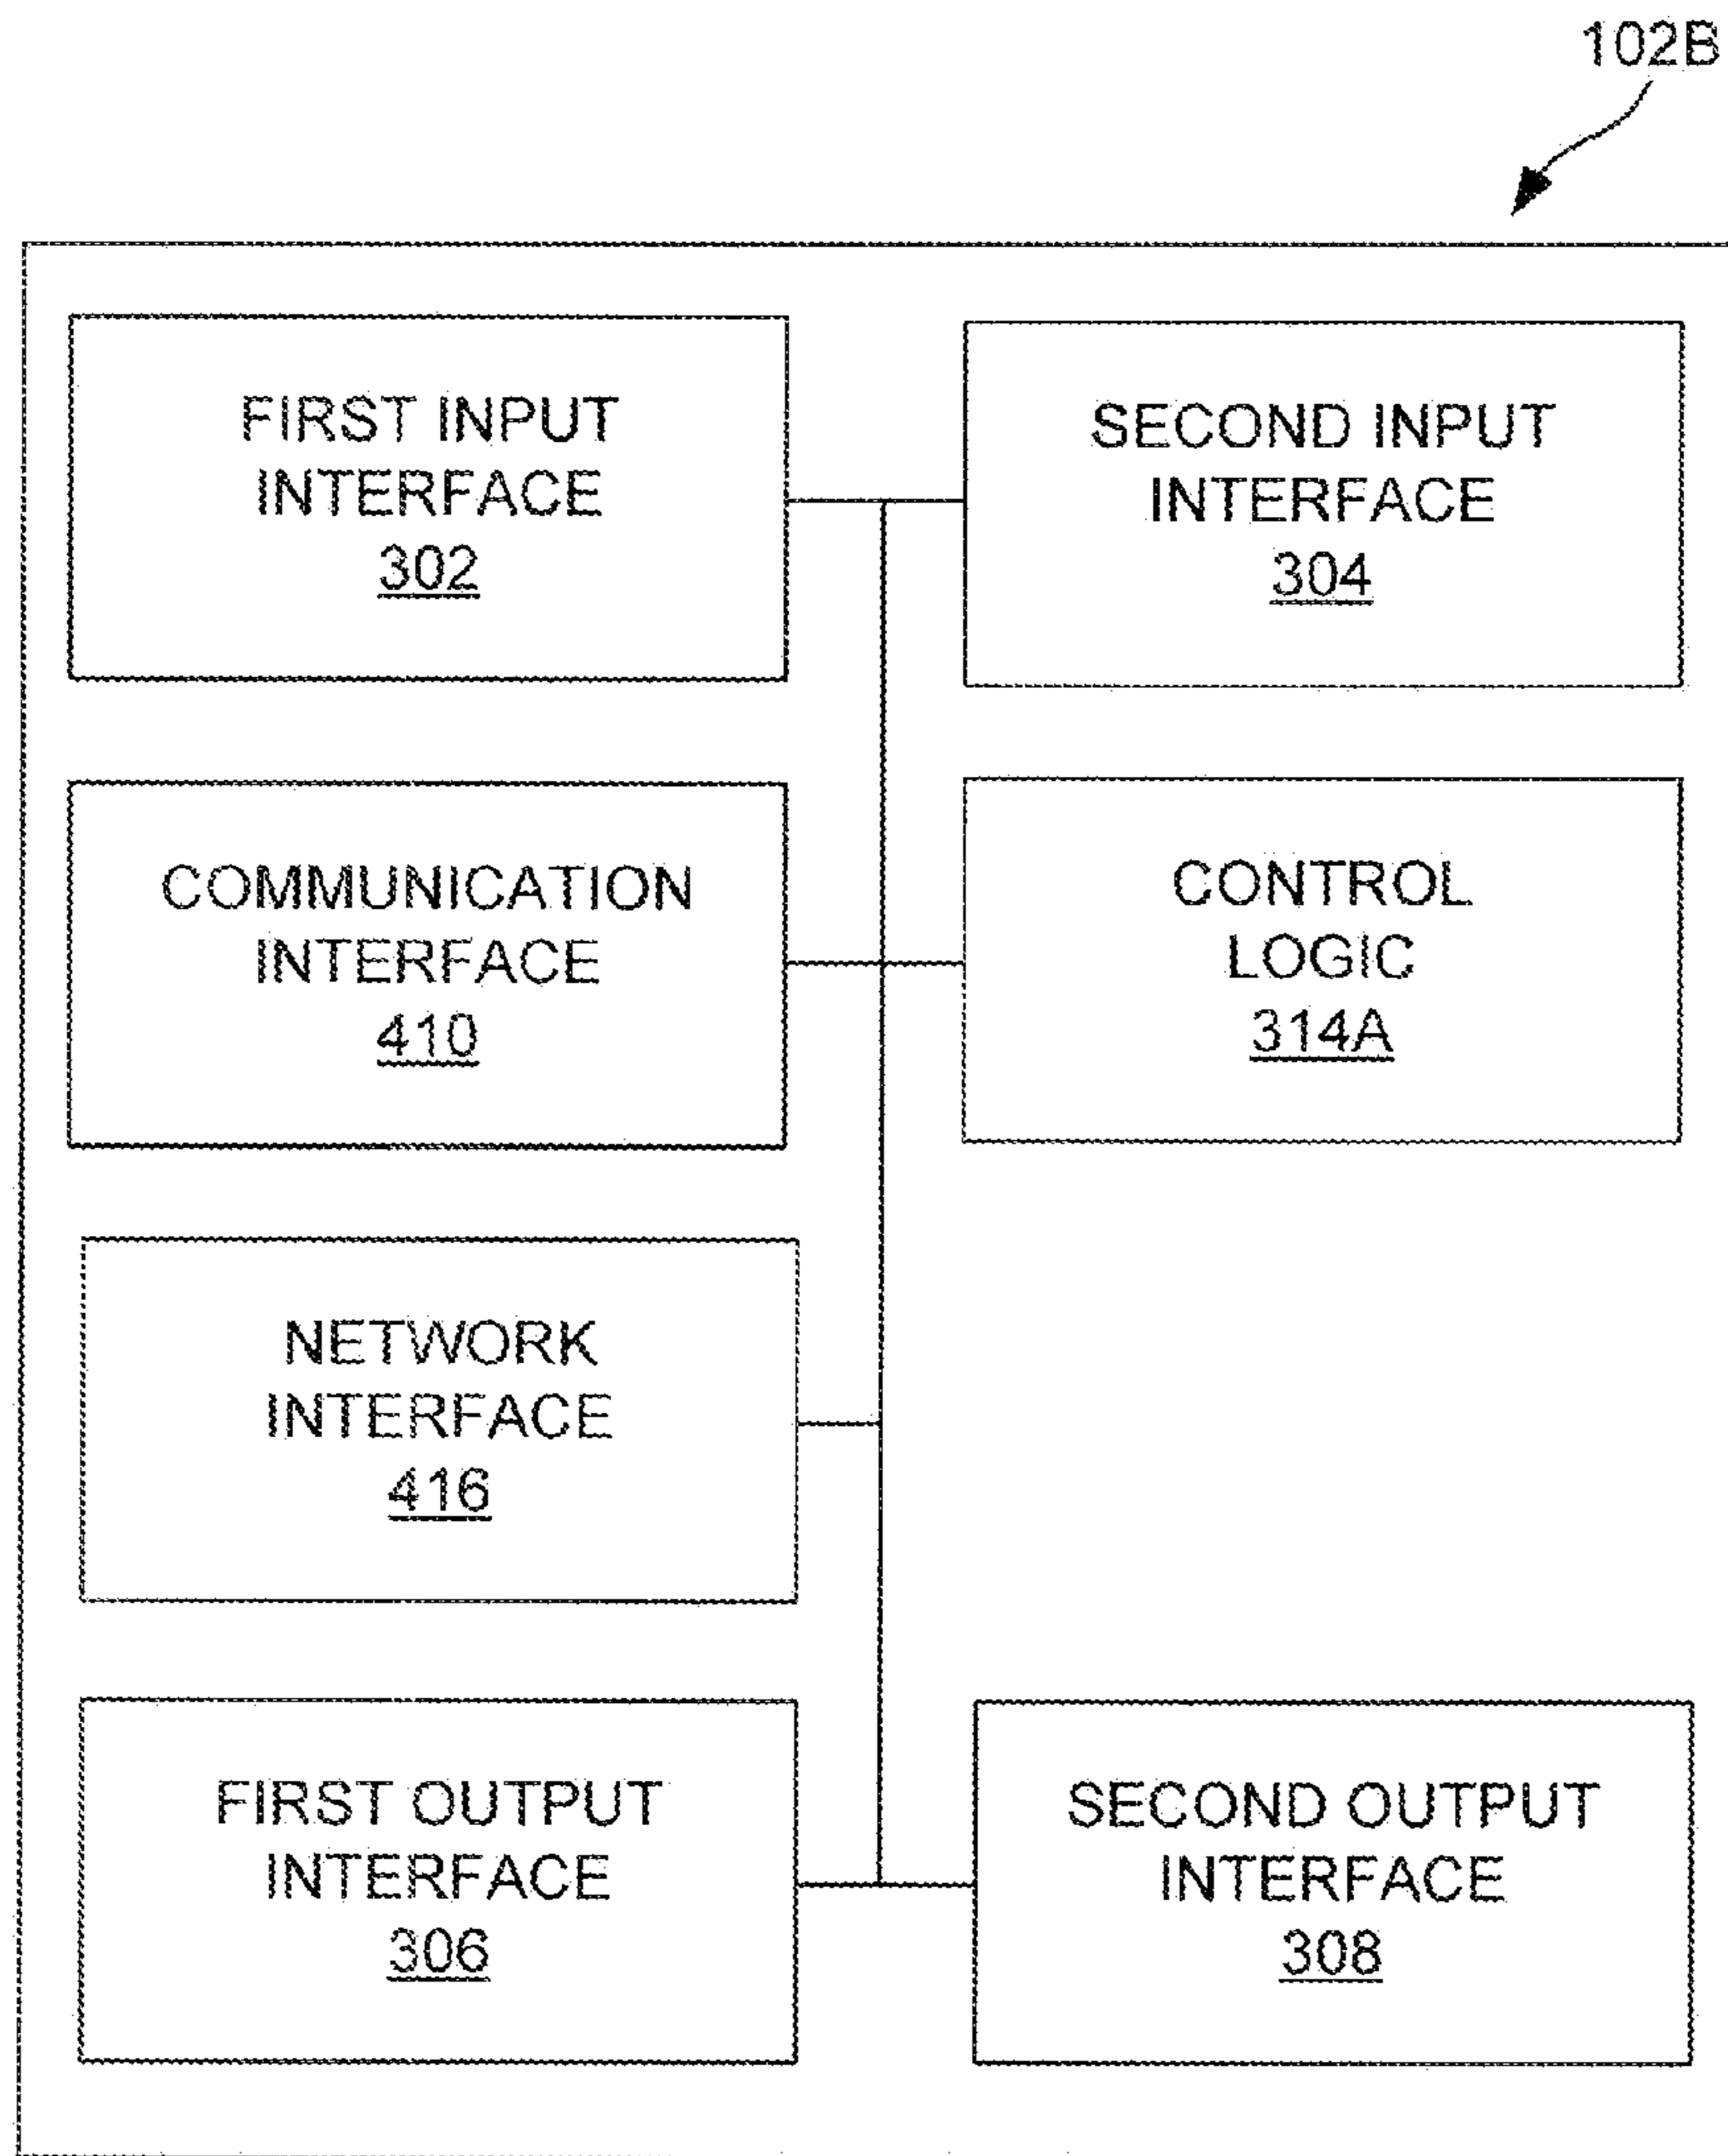 102B
FIRST INPUT
INTERFACE
302
SECOND INPUT
INTERFACE
304
COMMUNICATION
INTERFACE
410
CONTROL
LOGIC
314A
NETWORK
INTERFACE
416
FIRST OUTPUT
INTERFACE
306
SECOND OUTPUT
INTERFACE
308